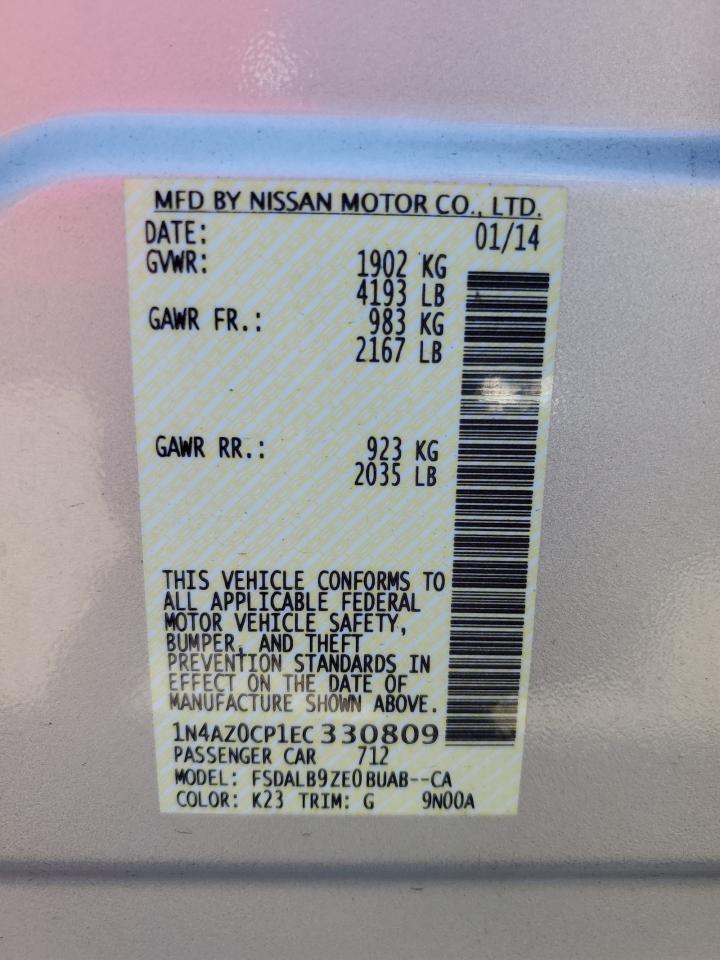 MFD BY NISSAN MOTOR CO., LTD.
DATE: 01/14
GVWR: 1902 KG
4193 LB
GAWR FR.: 983 KG
2167 LB
GAWR RR.: 923 KG
2035 LB
THIS VEHICLE CONFORMS TO
ALL APPLICABLE FEDERAL
MOTOR VEHICLE SAFETY,
BUMPER, AND THEFT
PREVENTION STANDARDS IN
EFFECT ON THE DATE OF
MANUFACTURE SHOWN ABOVE.
1N4AZ0CP1EC 330809
PASSENGER CAR 712
MODEL: FSDALB9ZE0BUAB--CA
COLOR: K23 TRIM: G 9N00A